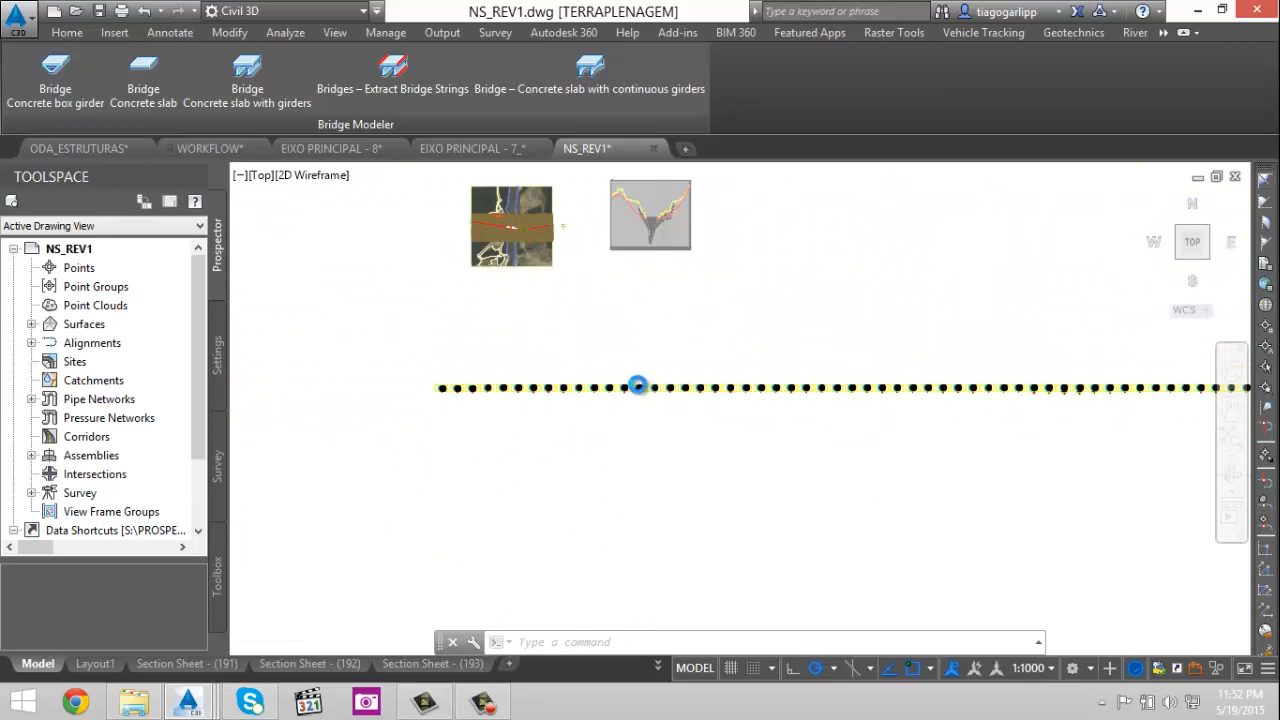 Civil 3D
NS_REV1.dwg [TERRAPLENAGEM]
Type a keyword or phrase
tiagogarlipp
C3D
Home Insert Annotate Modify Analyze View Manage Output Survey Autodesk 360 Help Add-ins BIM 360 Featured Apps Raster Tools Vehicle Tracking Geotechnics River
Bridge Bridge Bridge Bridges – Extract Bridge Strings Bridge – Concrete slab with continuous girders
Concrete box girder Concrete slab Concrete slab with girders
Bridge Modeler
ODA_ESTRUTURAS* WORKFLOW* EIXO PRINCIPAL - 8* EIXO PRINCIPAL - 7_* NS_REV1*
TOOLSPACE
[−][Top][2D Wireframe]
Active Drawing View
NS_REV1
Points
Point Groups
Point Clouds
Surfaces
Alignments
Sites
Catchments
Pipe Networks
Pressure Networks
Corridors
Assemblies
Intersections
Survey
View Frame Groups
Data Shortcuts [S:\PROSPE...
Prospector
Settings
Survey
Toolbox
N
W TOP E
S
WCS
Type a command
Model Layout1 Section Sheet - (191) Section Sheet - (192) Section Sheet - (193)
MODEL 1:1000
321
11:52 PM
5/19/2015